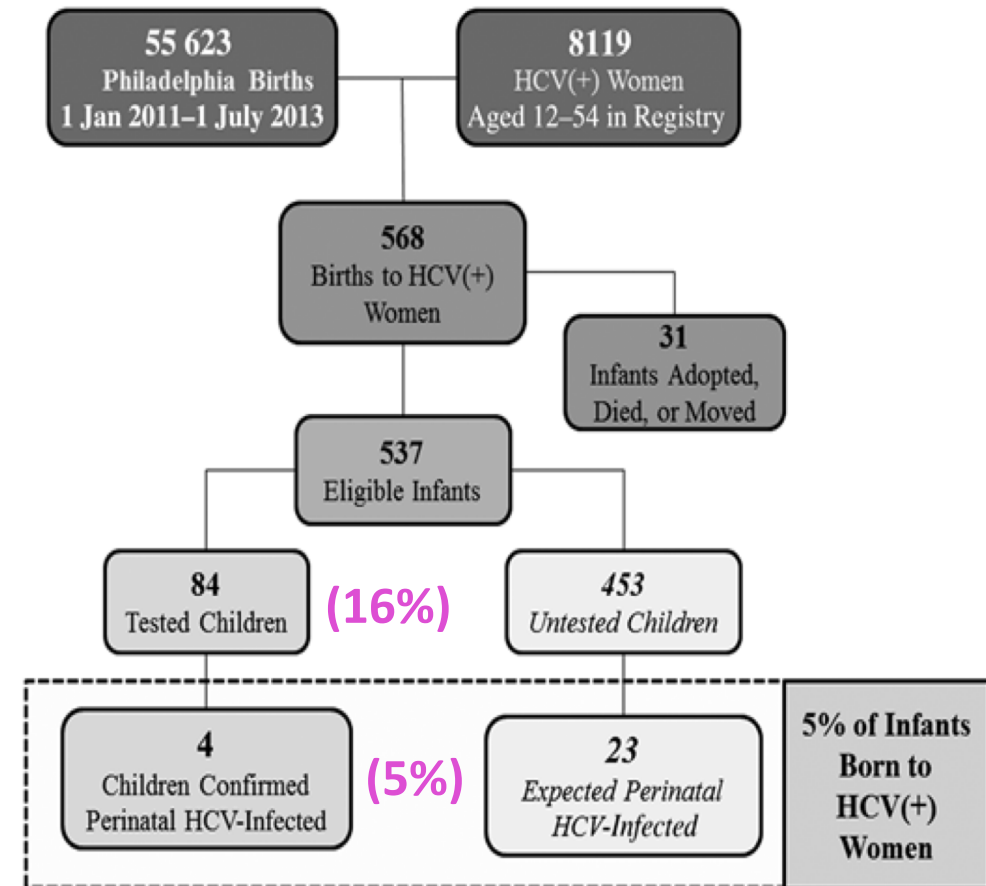 55 623
Philadelphia Births
1 Jan 2011–1 July 2013
8119
HCV(+) Women
Aged 12–54 in Registry
568
Births to HCV(+)
Women
31
Infants Adopted,
Died, or Moved
537
Eligible Infants
84
Tested Children
(16%)
453
Untested Children
4
Children Confirmed
Perinatal HCV-Infected
(5%)
23
Expected Perinatal
HCV-Infected
5% of Infants
Born to
HCV(+)
Women